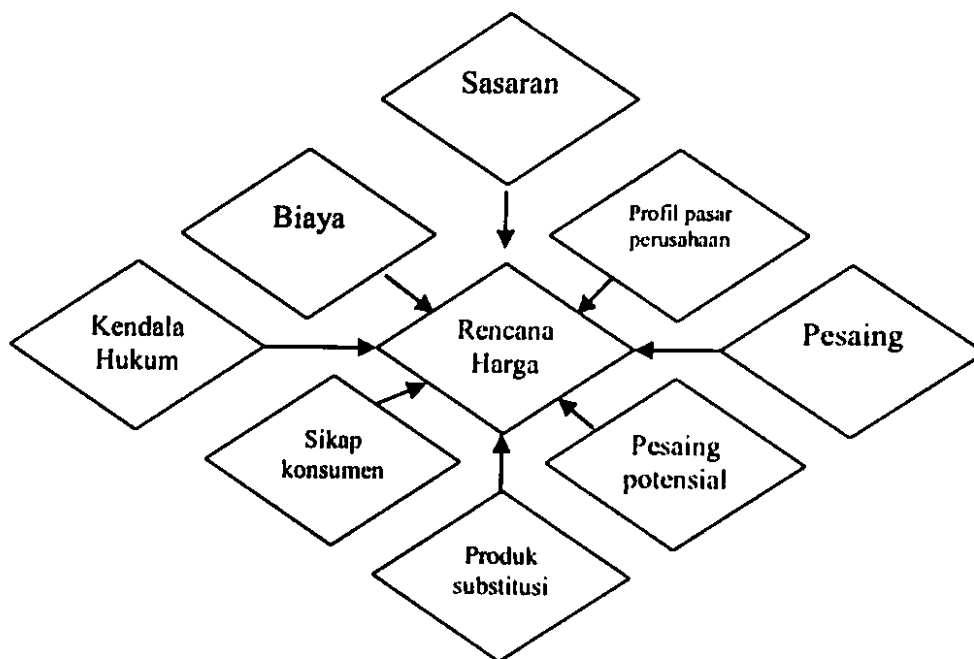 Sasaran
Biaya
Profil pasar
perusahaan
Kendala
Hukum
Rencana
Harga
Pesaing
Sikap
konsumen
Pesaing
potensial
Produk
substitusi